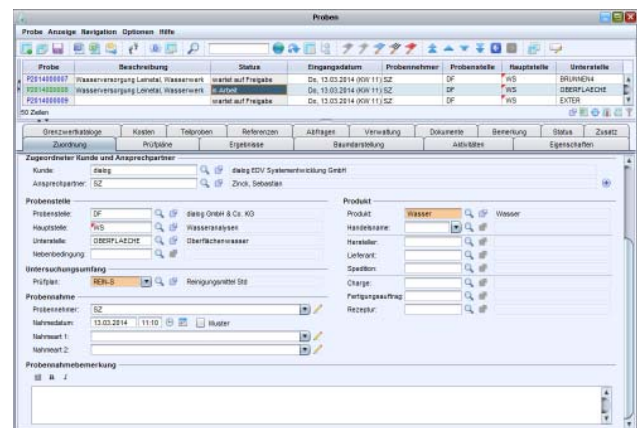 Proben
Probe Anzeige Navigation Optionen Hilfe
Probe Beschreibung Status Eingangsdatum Probennehmer Probenstelle Hauptstelle Unterstelle
P2014000007 Wasserversorgung Leinetal, Wasserwerk wartet auf Freigabe Do, 13.03.2014 (KW 11) SZ DF WS BRUNNEN4
P2014000008 Wasserversorgung Leinetal, Wasserwerk in Arbeit Do, 13.03.2014 (KW 11) SZ DF WS OBERFLAECHE
P2014000009 wartet auf Freigabe Do, 13.03.2014 (KW 11) SZ DF WS EXTER
50 Zeilen
Grenzwertkataloge Kosten Teilproben Referenzen Abfragen Verwaltung Dokumente Bemerkung Status Zusatz
Zuordnung Prüfpläne Ergebnisse Baumdarstellung Aktivitäten Eigenschaften
Zugeordneter Kunde und Ansprechpartner
Kunde: dialog dialog EDV Systementwicklung GmbH
Ansprechpartner: SZ Zinck, Sebastian
Probenstelle Produkt
Probenstelle: DF dialog GmbH & Co. KG Produkt: Wasser Wasser
Hauptstelle: WS Wasseranalysen Handelsname:
Unterstelle: OBERFLAECHE Oberflächenwasser Hersteller:
Nebenbedingung: Lieferant:
Untersuchungsumfang Spedition:
Prüfplan: REIN-S Reinigungsmittel Std Charge:
Probennahme Fertigungsauftrag:
Probennehmer: SZ Rezeptur:
Nahmedatum: 13.03.2014 11:10 Muster
Nahmeart 1:
Nahmeart 2:
Probennahmebemerkung
B I